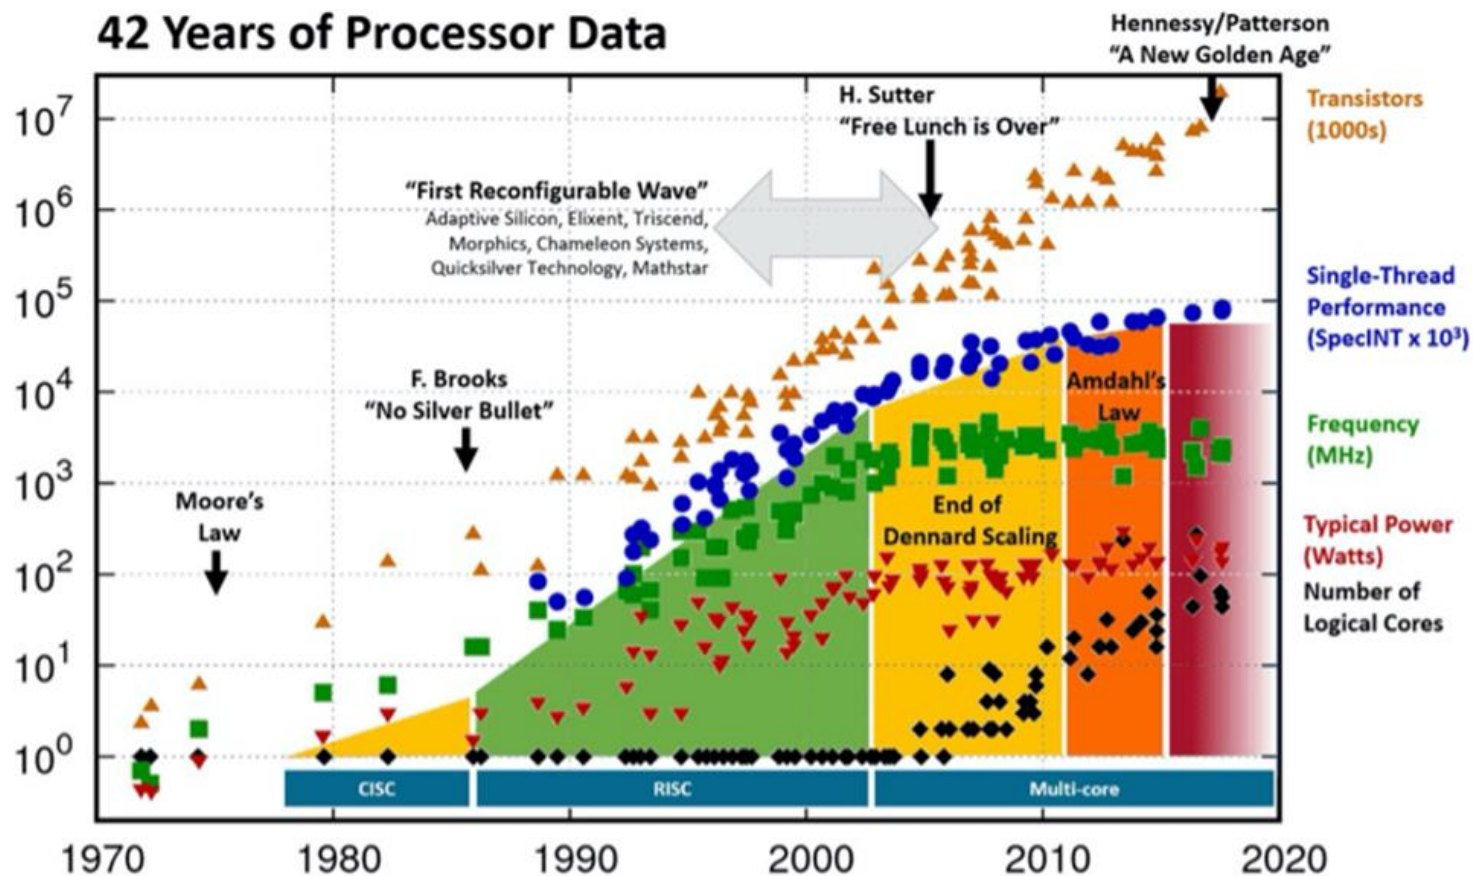 42 Years of Processor Data
Hennessy/Patterson
“A New Golden Age”
H. Sutter
“Free Lunch is Over”
“First Reconfigurable Wave”
Adaptive Silicon, Elixent, Triscend,
Morphics, Chameleon Systems,
Quicksilver Technology, Mathstar
F. Brooks
“No Silver Bullet”
Moore’s
Law
End of
Dennard Scaling
Amdahl’s
Law
Transistors
(1000s)
Single-Thread
Performance
(SpecINT x 10³)
Frequency
(MHz)
Typical Power
(Watts)
Number of
Logical Cores
10⁷
10⁶
10⁵
10⁴
10³
10²
10¹
10⁰
CISC
RISC
Multi-core
1970
1980
1990
2000
2010
2020